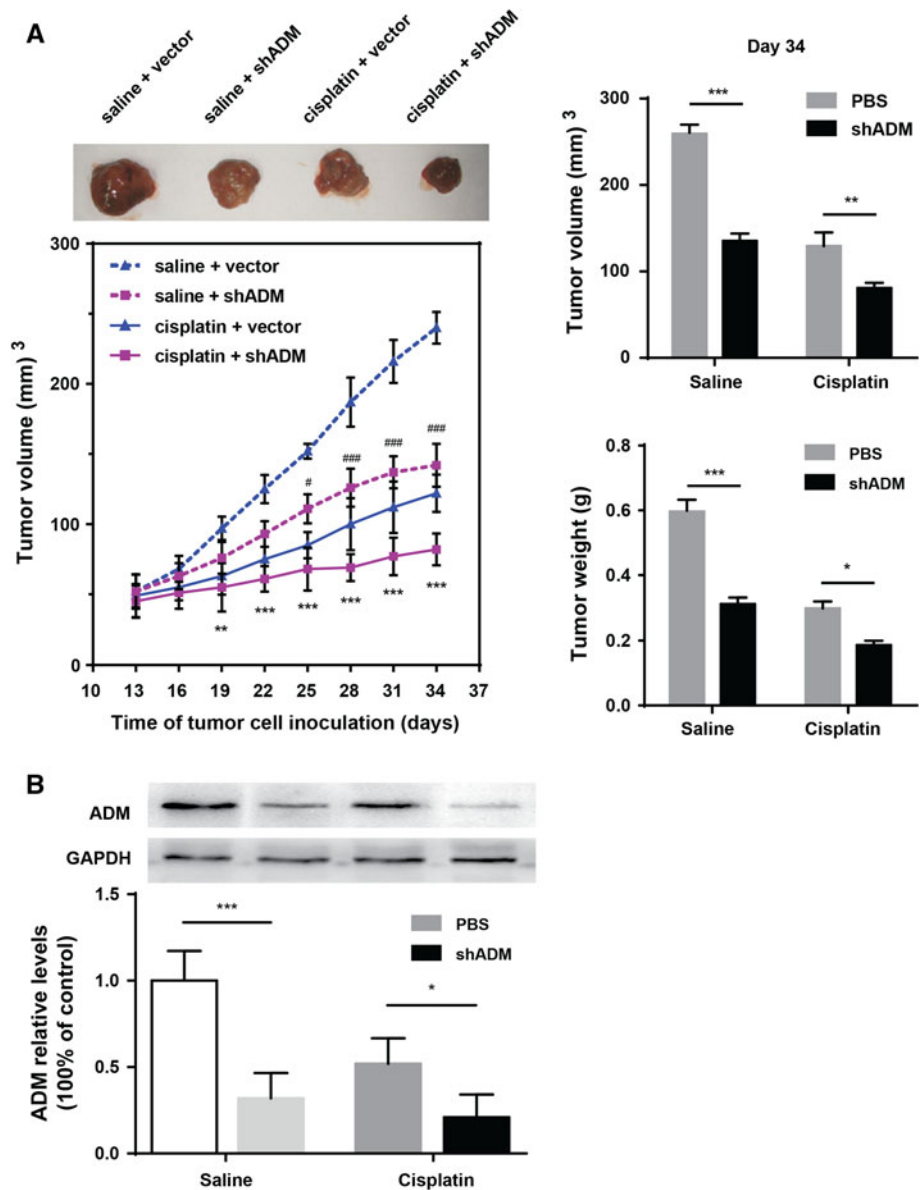 A
saline + vector
saline + shADM
cisplatin + vector
cisplatin + shADM
Tumor volume (mm) 3
300
200
100
0
saline + vector
saline + shADM
cisplatin + vector
cisplatin + shADM
# ### ### ###
** *** *** *** *** ***
10 13 16 19 22 25 28 31 34 37
Time of tumor cell inoculation (days)
Day 34
Tumor volume (mm) 3
300
200
100
0
PBS
shADM
***
**
Saline Cisplatin
Tumor weight (g)
0.8
0.6
0.4
0.2
0.0
PBS
shADM
***
*
Saline Cisplatin
B
ADM
GAPDH
ADM relative levels
(100% of control)
1.5
1.0
0.5
0.0
PBS
shADM
***
*
Saline Cisplatin